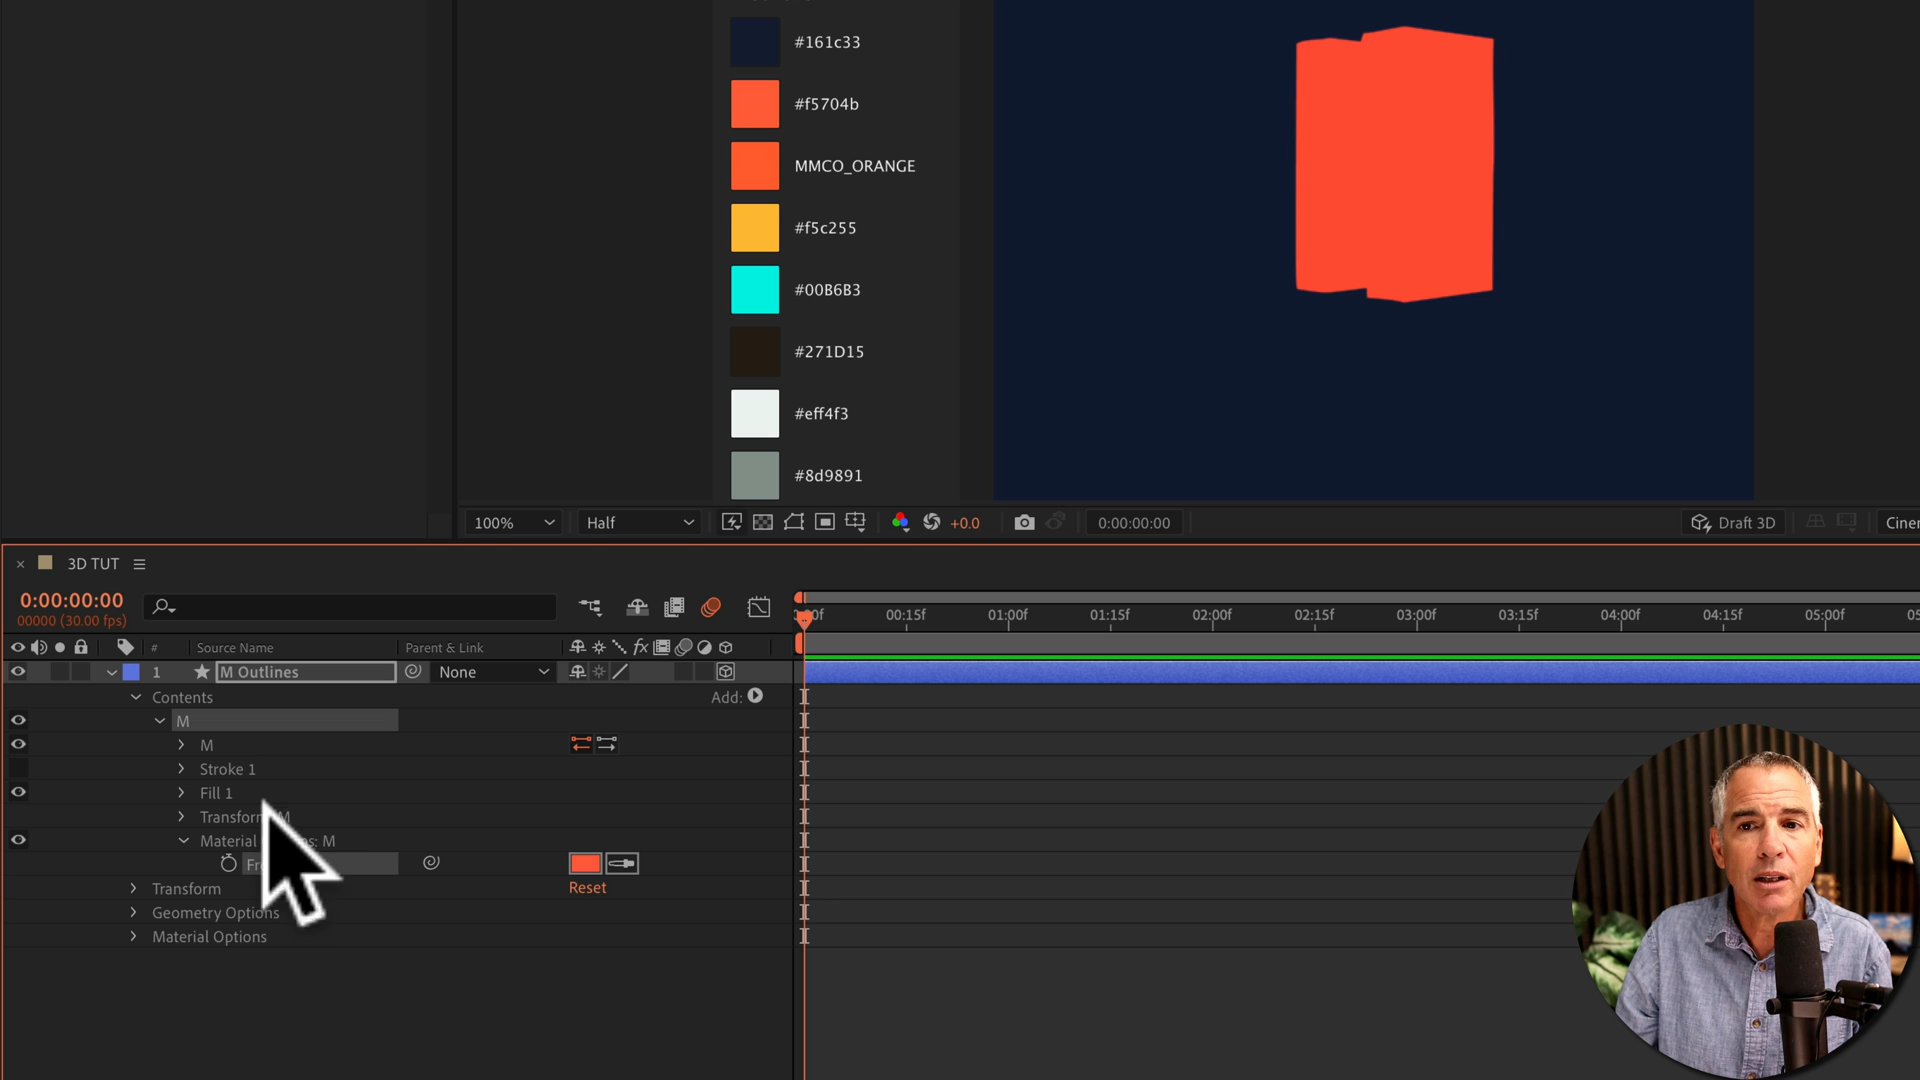 #161c33
#f5704b
MMCO_ORANGE
#f5c255
#00B6B3
#271D15
#eff4f3
#8d9891
100%
Half
+0.0
0:00:00:00
Draft 3D
3D TUT
0:00:00:00
00000 (30.00 fps)
00:15f
01:00f
01:15f
02:00f
02:15f
03:00f
03:15f
04:00f
04:15f
05:00f
#
Source Name
Parent & Link
fx
1
M Outlines
None
Contents
Add:
M
M
Stroke 1
Fill 1
Material
: M
Reset
Transform
Geometry Options
Material Options